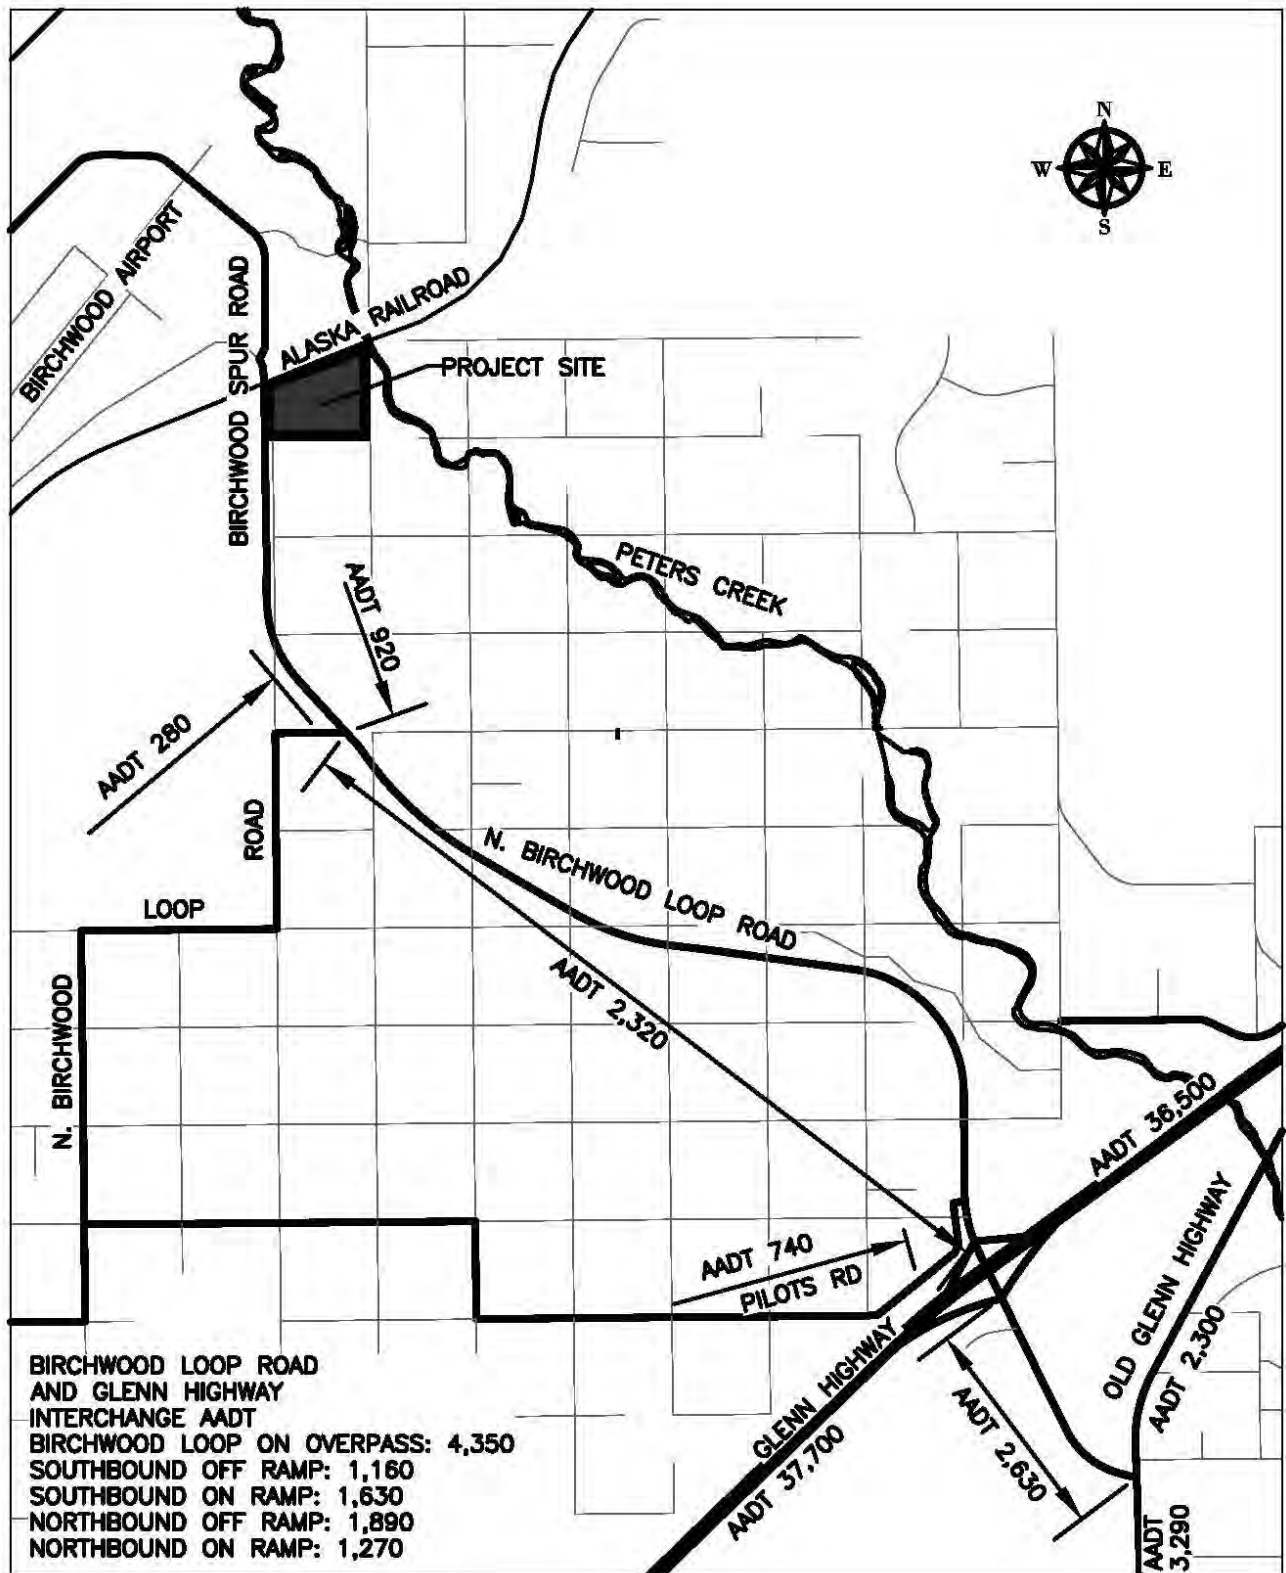 N
W
E
S
BIRCHWOOD AIRPORT
BIRCHWOOD SPUR ROAD
ALASKA RAILROAD
PROJECT SITE
PETERS CREEK
AADT 920
AADT 280
ROAD
LOOP
N. BIRCHWOOD
N. BIRCHWOOD LOOP ROAD
AADT 2,320
AADT 36,500
AADT 740
PILOTS RD
OLD GLENN HIGHWAY
AADT 2,300
GLENN HIGHWAY
AADT 37,700
AADT 2,630
AADT
3,290
BIRCHWOOD LOOP ROAD
AND GLENN HIGHWAY
INTERCHANGE AADT
BIRCHWOOD LOOP ON OVERPASS: 4,350
SOUTHBOUND OFF RAMP: 1,160
SOUTHBOUND ON RAMP: 1,630
NORTHBOUND OFF RAMP: 1,890
NORTHBOUND ON RAMP: 1,270